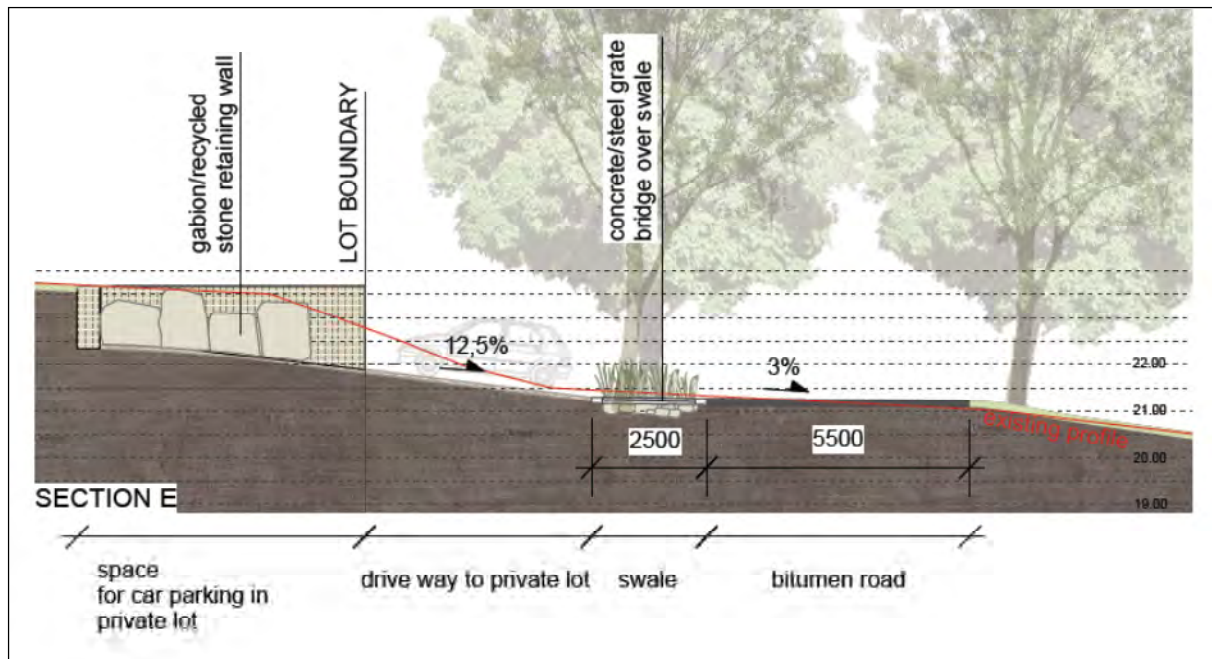 gabion/recycled
stone retaining wall
LOT BOUNDARY
concrete/steel grate
bridge over swale
12,5%
3%
22.00
21.00
existing profile
20.00
19.00
2500
5500
SECTION E
space
for car parking in
private lot
drive way to private lot
swale
bitumen road